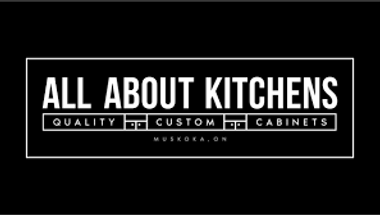 ALL ABOUT KITCHENS
QUALITY CUSTOM CABINETS
MUSKOKA, ON